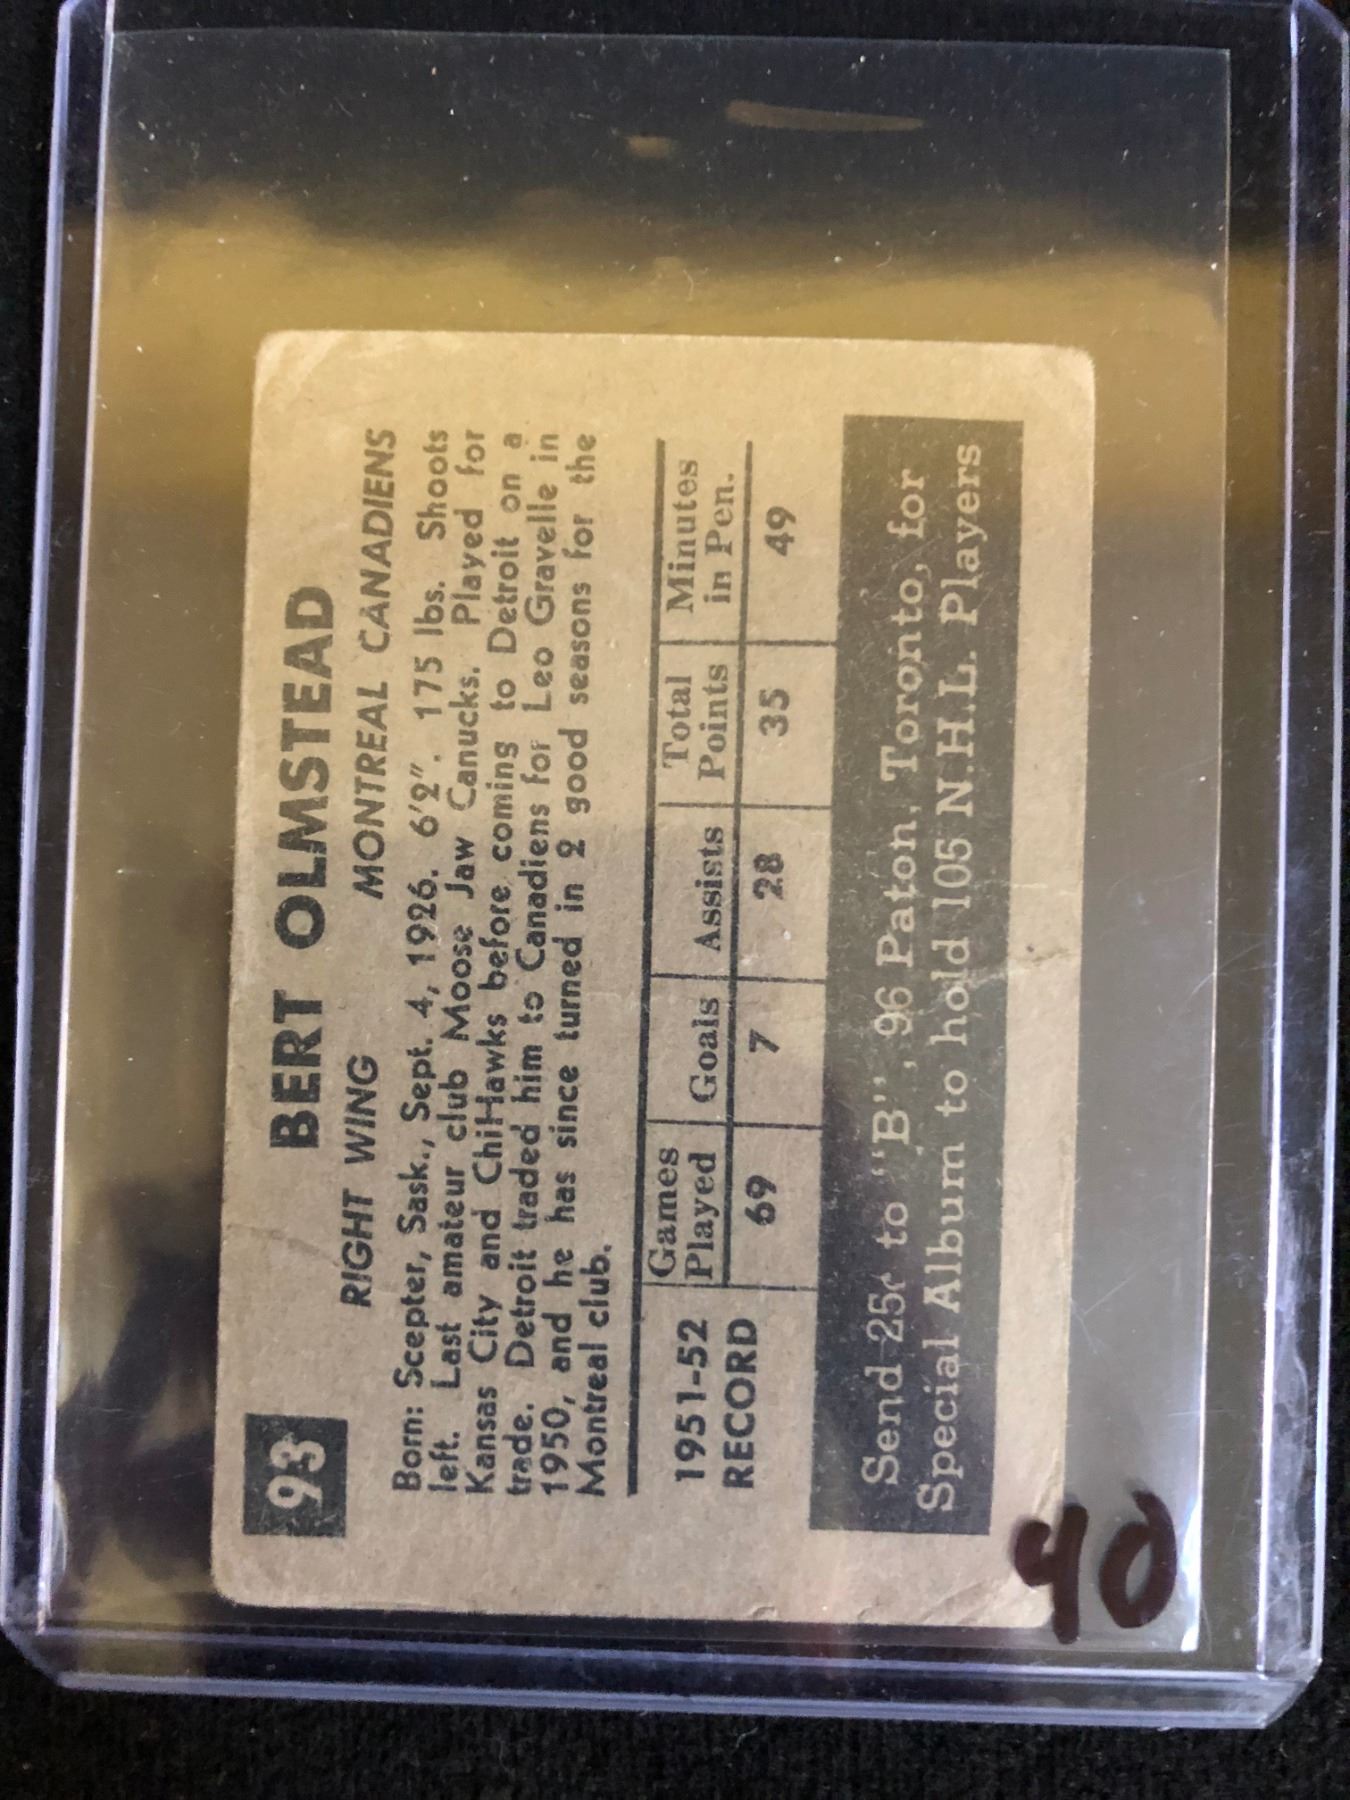 93
BERT OLMSTEAD
RIGHT WING MONTREAL CANADIENS
Born: Scepter, Sask., Sept. 4, 1926. 6'2". 175 lbs. Shoots
left. Last amateur club Moose Jaw Canucks. Played for
Kansas City and ChiHawks before coming to Detroit on a
trade. Detroit traded him to Canadiens for Leo Gravelle in
1950, and he has since turned in 2 good seasons for the
Montreal club.
1951-52 RECORD
Games Played Goals Assists Total Points Minutes in Pen.
69 7 28 35 49
Send 25¢ to "B", 96 Paton, Toronto, for
Special Album to hold 105 N.H.L. Players
40